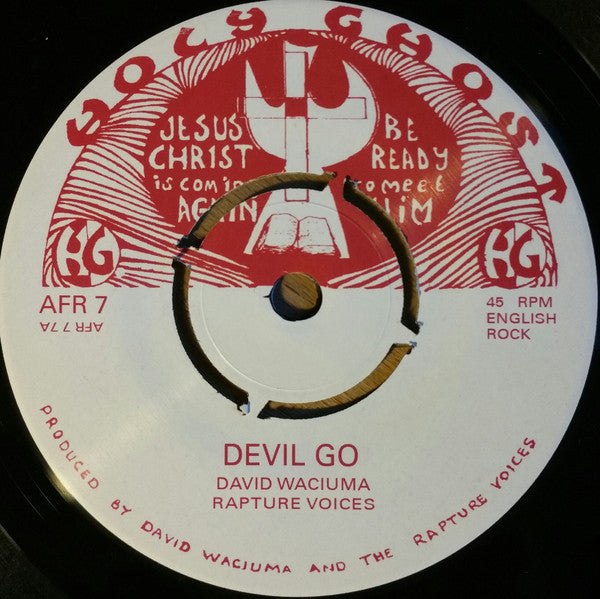 HOLY GHOST
JESUS
CHRIST
is comin
AGAIN
BE
READY
to meet
HiM
HG
HG
AFR 7
AFR 7 7A
45 RPM
ENGLISH
ROCK
DEVIL GO
DAVID WACIUMA
RAPTURE VOICES
PRODUCED BY DAVID WACIUMA AND THE RAPTURE VOICES